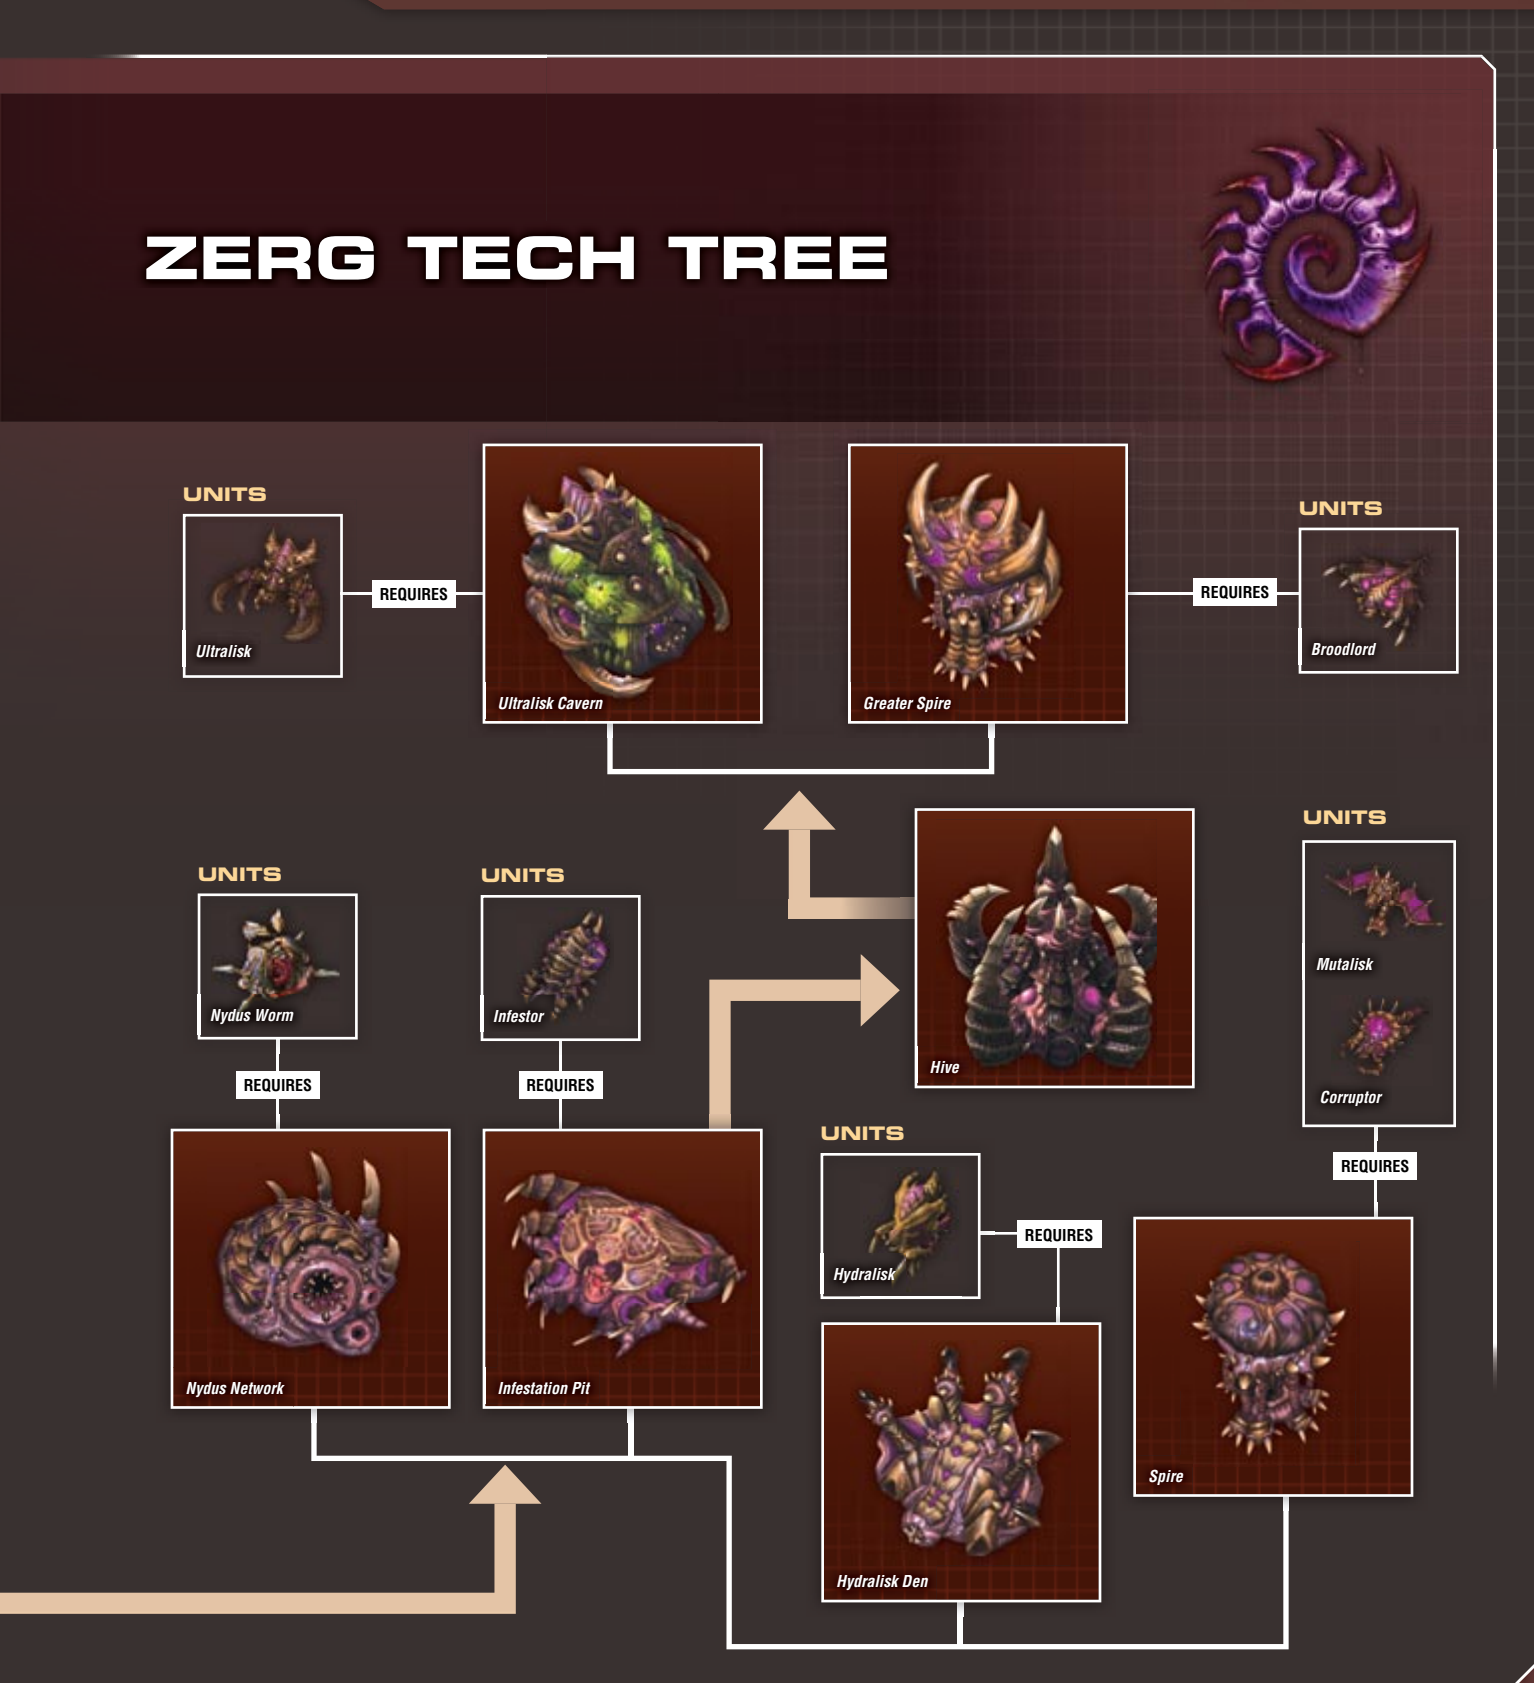 ZERG TECH TREE
UNITS
Ultralisk
REQUIRES
Ultralisk Cavern
Greater Spire
REQUIRES
UNITS
Broodlord
UNITS
Nydus Worm
REQUIRES
Nydus Network
UNITS
Infestor
REQUIRES
Infestation Pit
Hive
UNITS
Hydralisk
REQUIRES
Hydralisk Den
UNITS
Mutalisk
Corruptor
REQUIRES
Spire